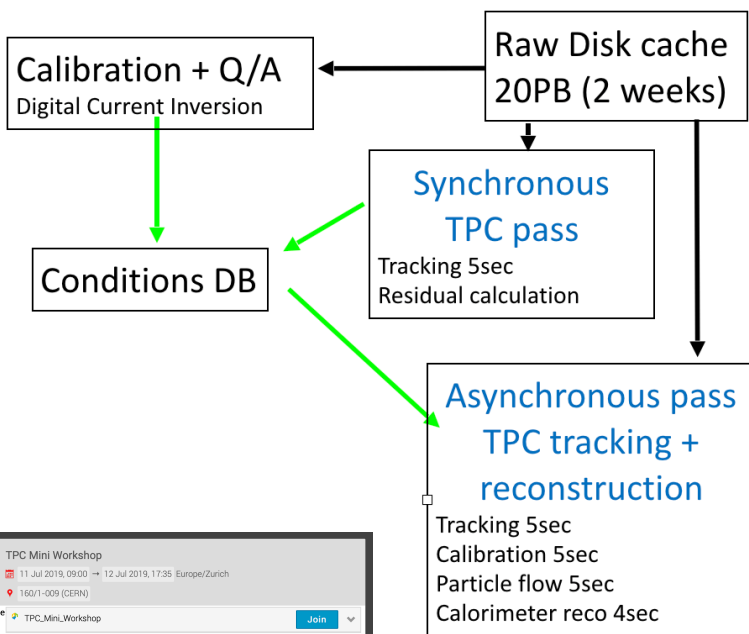 Raw Disk cache
20PB (2 weeks)
Calibration + Q/A
Digital Current Inversion
Synchronous
TPC pass
Tracking 5sec
Residual calculation
Conditions DB
Asynchronous pass
TPC tracking +
reconstruction
Tracking 5sec
Calibration 5sec
Particle flow 5sec
Calorimeter reco 4sec
TPC Mini Workshop
11 Jul 2019, 09:00 → 12 Jul 2019, 17:35 Europe/Zurich
160/1-009 (CERN)
TPC_Mini_Workshop
Join